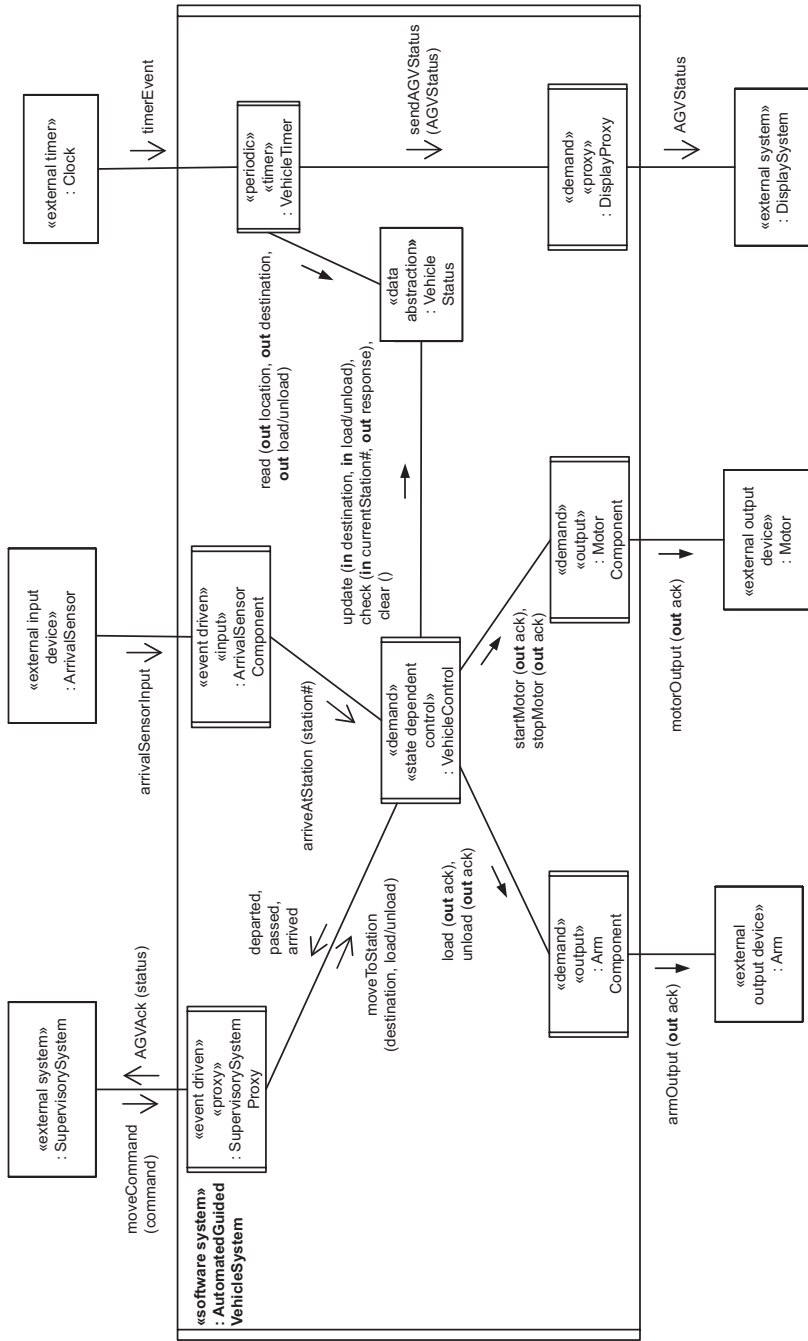 «external system»
: SupervisorySystem
«external input
device»
: ArrivalSensor
«external timer»
: Clock
moveCommand
(command)
AGVAck (status)
arrivalSensorInput
timerEvent
«software system»
: AutomatedGuided
VehicleSystem
«event driven»
«proxy»
: SupervisorySystem
Proxy
«event driven»
«input»
: ArrivalSensor
Component
«periodic»
«timer»
: VehicleTimer
departed,
passed,
arrived
moveToStation
(destination, load/unload)
arriveAtStation (station#)
read (out location, out destination,
out load/unload)
sendAGVStatus
(AGVStatus)
«demand»
«state dependent
control»
: VehicleControl
update (in destination, in load/unload),
check (in currentStation#, out response),
clear ()
«data
abstraction»
: Vehicle
Status
load (out ack),
unload (out ack)
startMotor (out ack),
stopMotor (out ack)
«demand»
«output»
: Arm
Component
«demand»
«output»
: Motor
Component
«demand»
«proxy»
: DisplayProxy
armOutput (out ack)
motorOutput (out ack)
AGVStatus
«external
output device»
: Arm
«external output
device»
: Motor
«external system»
: DisplaySystem